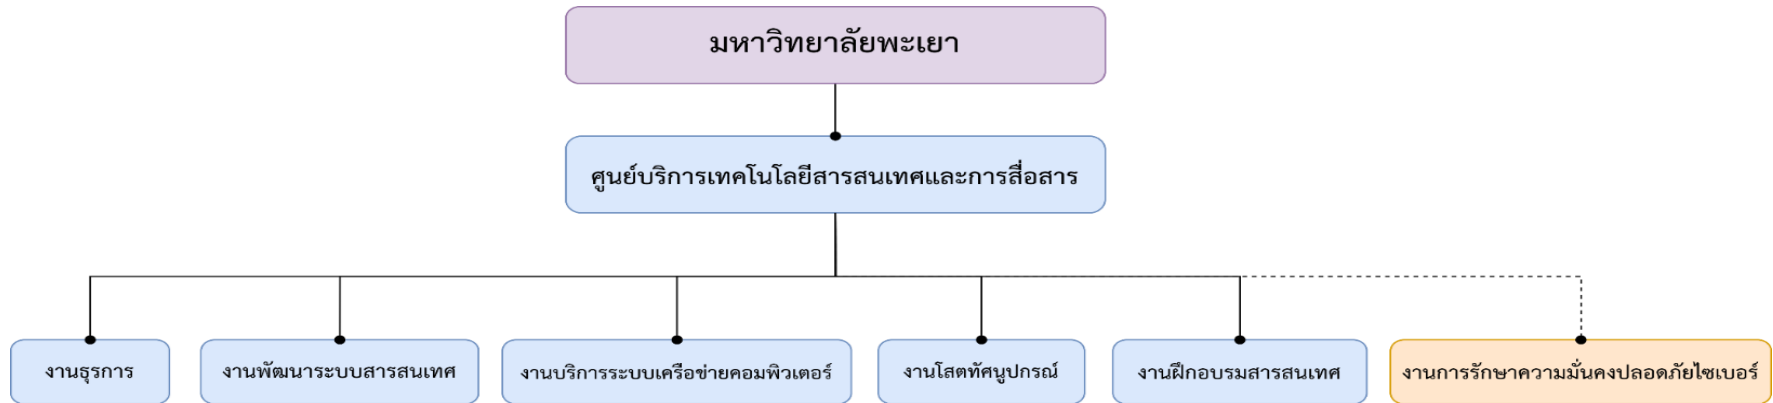 มหาวิทยาลัยพะเยา
ศูนย์บริการเทคโนโลยีสารสนเทศและการสื่อสาร
งานธุรการ
งานพัฒนาระบบสารสนเทศ
งานบริการระบบเครือข่ายคอมพิวเตอร์
งานโสตทัศนูปกรณ์
งานฝึกอบรมสารสนเทศ
งานการรักษาความมั่นคงปลอดภัยไซเบอร์